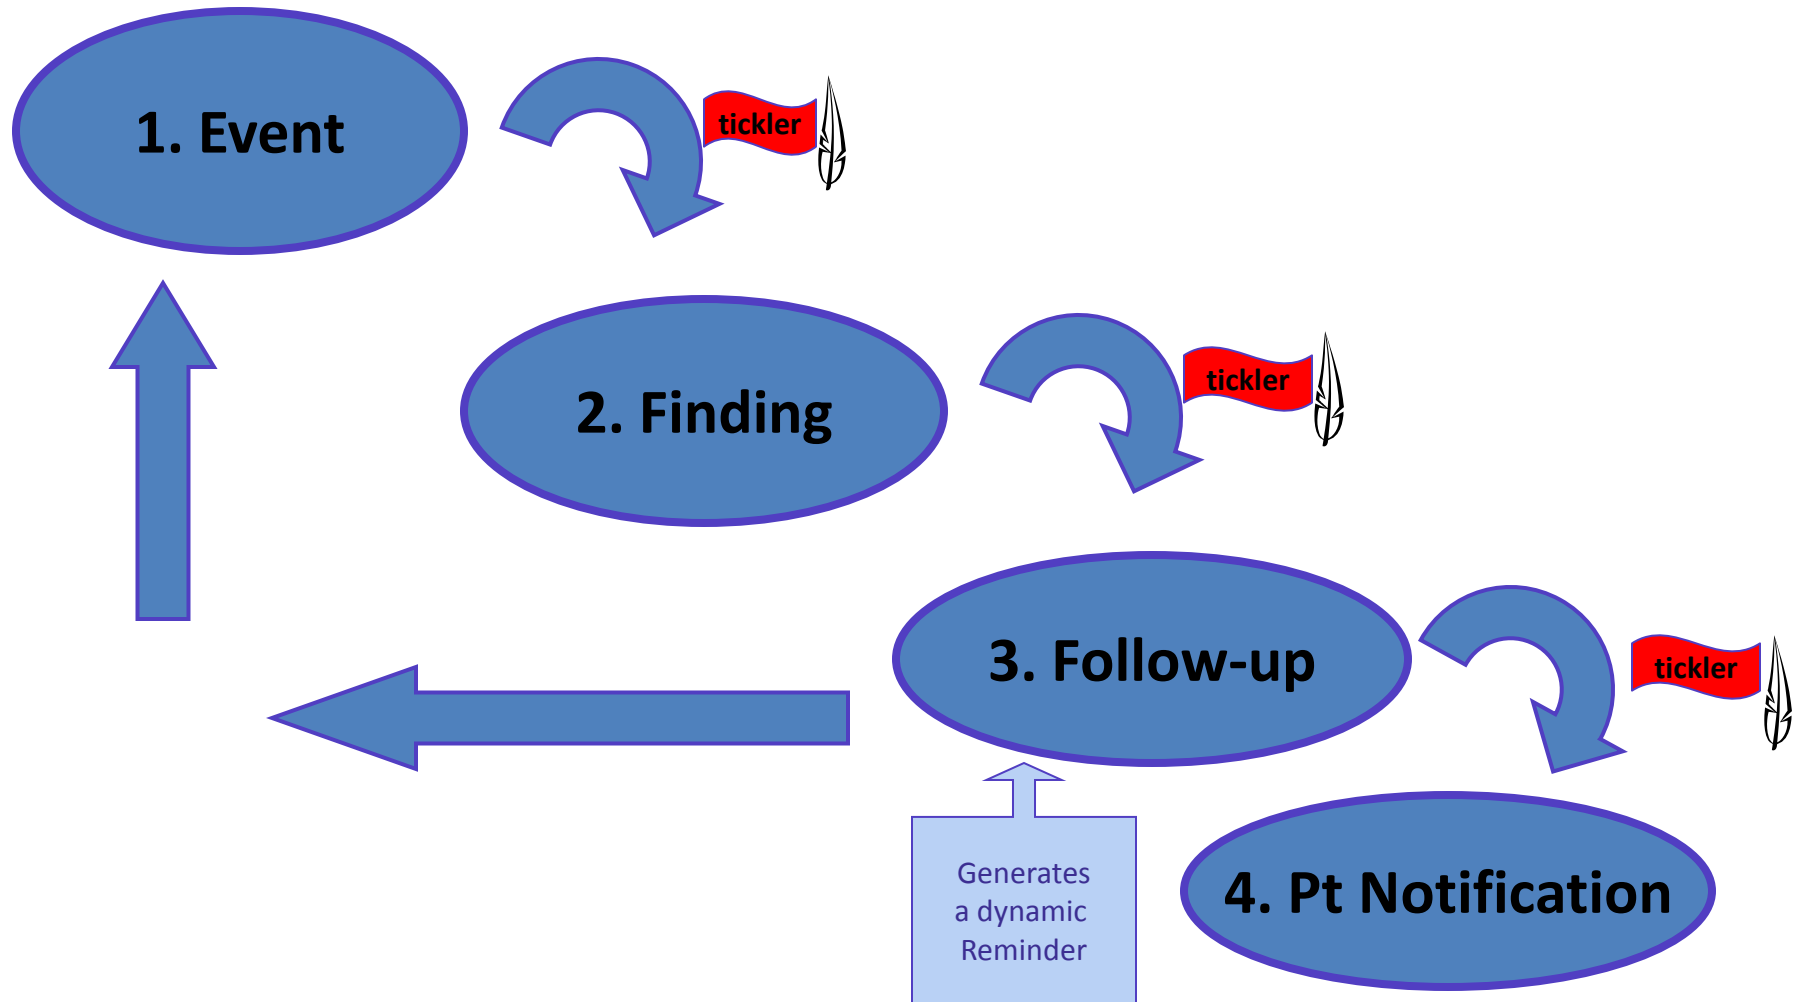 1. Event
tickler
2. Finding
tickler
3. Follow-up
tickler
Generates
a dynamic
Reminder
4. Pt Notification